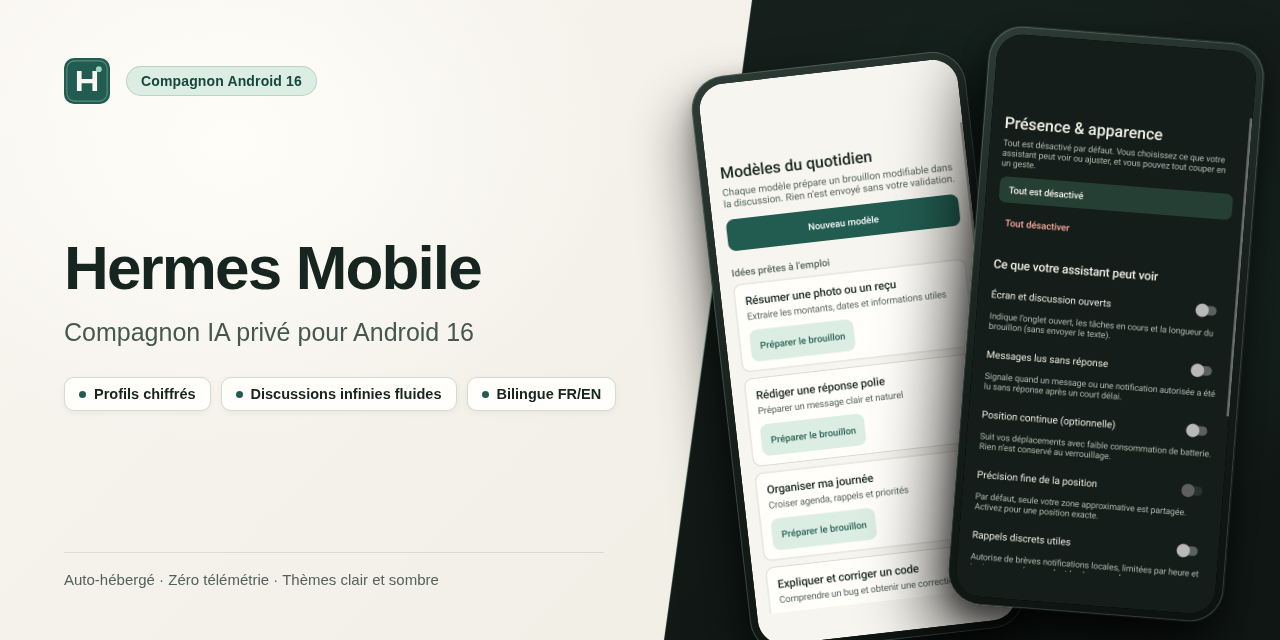 H
Compagnon Android 16
Hermes Mobile
Compagnon IA privé pour Android 16
Profils chiffrés
Discussions infinies fluides
Bilingue FR/EN
Auto-hébergé · Zéro télémétrie · Thèmes clair et sombre
Modèles du quotidien
Chaque modèle prépare un brouillon modifiable dans
la discussion. Rien n'est envoyé sans votre validation.
Nouveau modèle
Idées prêtes à l'emploi
Résumer une photo ou un reçu
Extraire les montants, dates et informations utiles
Préparer le brouillon
Rédiger une réponse polie
Préparer un message clair et naturel
Préparer le brouillon
Organiser ma journée
Croiser agenda, rappels et priorités
Préparer le brouillon
Expliquer et corriger un code
Comprendre un bug et obtenir une
Présence & apparence
Tout est désactivé par défaut. Vous choisissez ce que votre
assistant peut voir ou ajuster, et vous pouvez tout couper en
un geste.
Tout est désactivé
Tout désactiver
Ce que votre assistant peut voir
Écran et discussion ouverts
Indique l'onglet ouvert, les tâches en cours et la longueur du
brouillon (sans envoyer le texte).
Messages lus sans réponse
Signale quand un message ou une notification autorisée a été
lu sans réponse après un court délai.
Position continue (optionnelle)
Suit vos déplacements avec faible consommation de batterie.
Rien n'est conservé au verrouillage.
Précision fine de la position
Par défaut, seule votre zone approximative est partagée.
Activez pour une position exacte.
Rappels discrets utiles
Autorise de brèves notifications locales, limitées par heure et